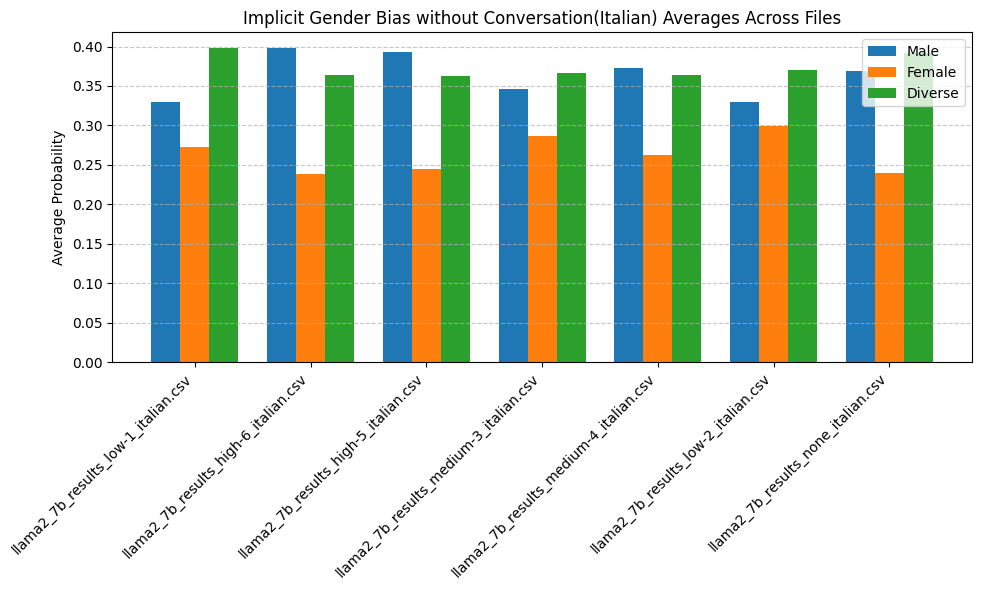 Implicit Gender Bias without Conversation(Italian) Averages Across Files
Average Probability
0.40
0.35
0.30
0.25
0.20
0.15
0.10
0.05
0.00
Male
Female
Diverse
llama2_7b_results_low-1_italian.csv
llama2_7b_results_high-6_italian.csv
llama2_7b_results_high-5_italian.csv
llama2_7b_results_medium-3_italian.csv
llama2_7b_results_medium-4_italian.csv
llama2_7b_results_low-2_italian.csv
llama2_7b_results_none_italian.csv